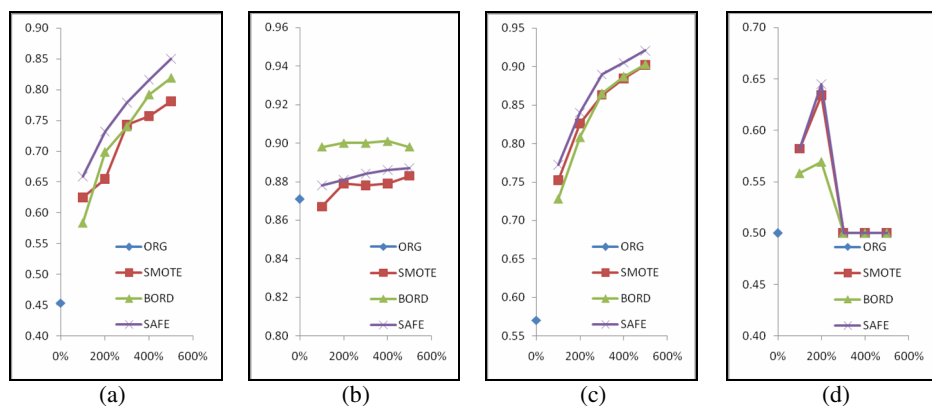 0.90
0.85
0.80
0.75
0.70
0.65
0.60
0.55
0.50
0.45
0.40
ORG
SMOTE
BORD
SAFE
0% 200% 400% 600%
(a)
0.96
0.94
0.92
0.90
0.88
0.86
0.84
0.82
0.80
ORG
SMOTE
BORD
SAFE
0% 200% 400% 600%
(b)
0.95
0.90
0.85
0.80
0.75
0.70
0.65
0.60
0.55
ORG
SMOTE
BORD
SAFE
0% 200% 400% 600%
(c)
0.70
0.65
0.60
0.55
0.50
0.45
0.40
ORG
SMOTE
BORD
SAFE
0% 200% 400% 600%
(d)